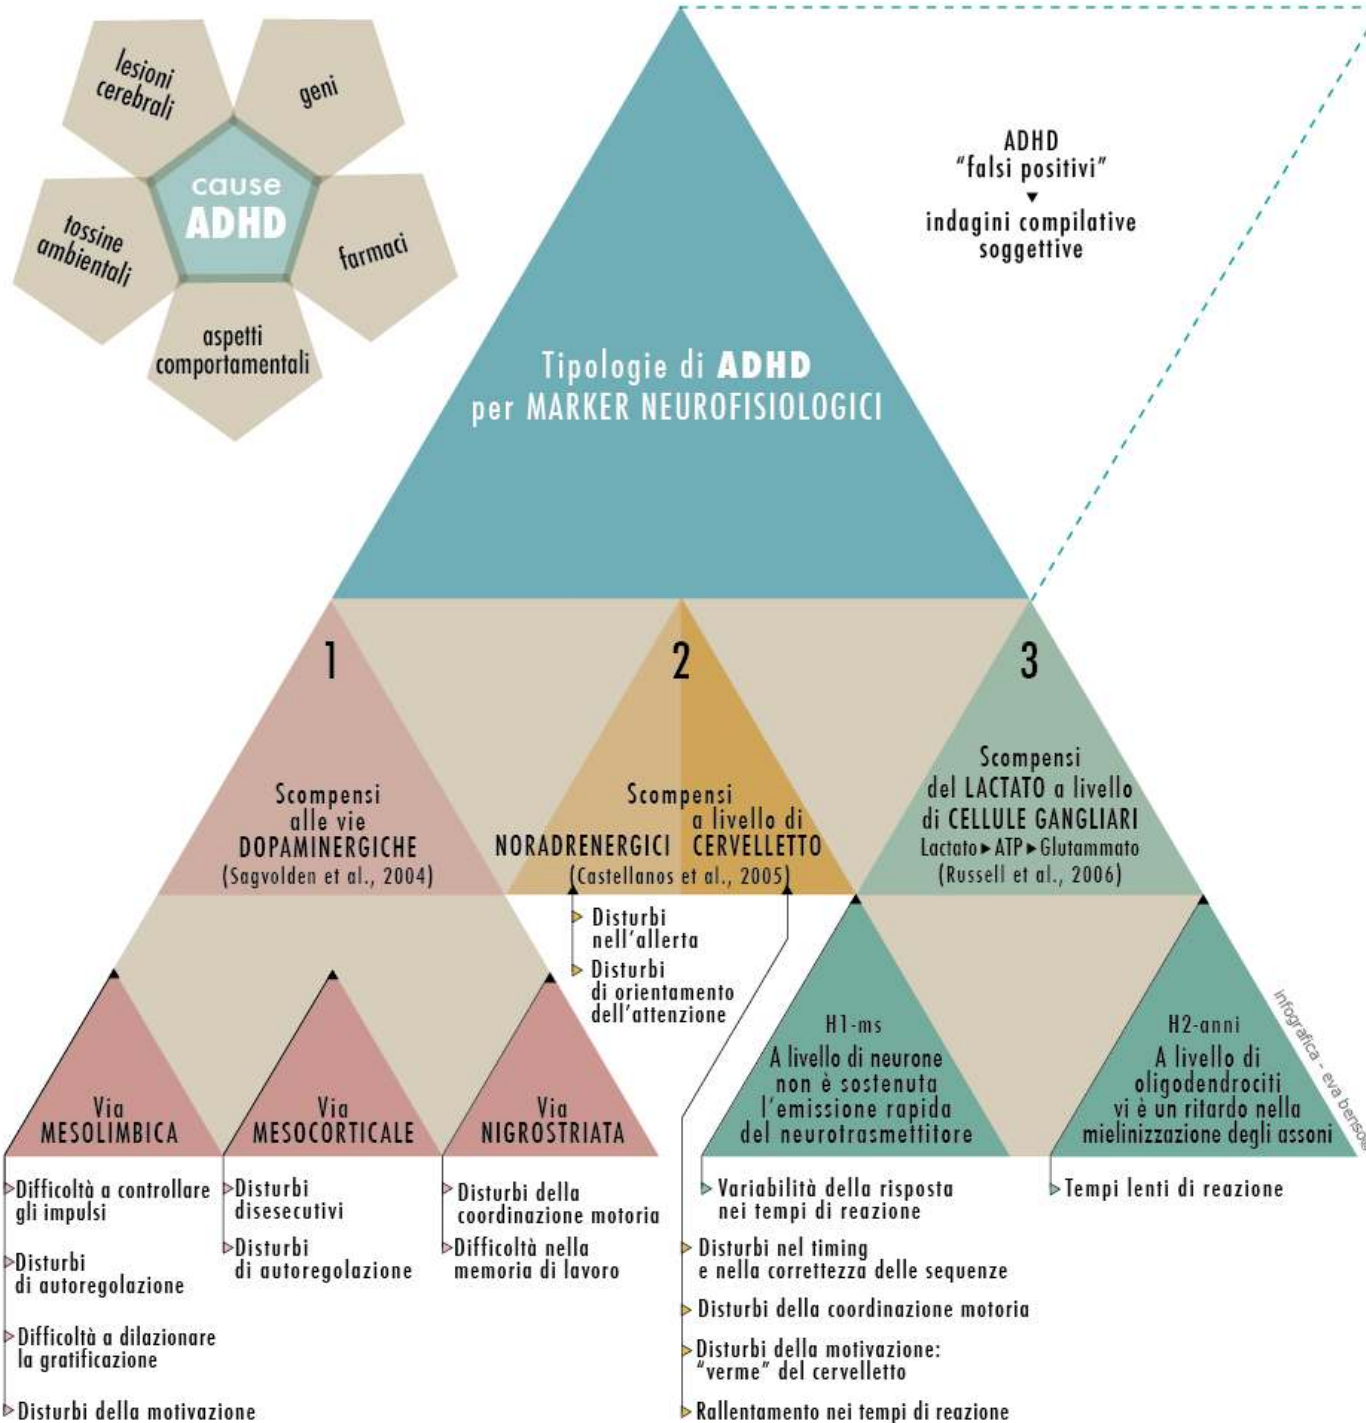 lesioni
cerebrali
geni
cause
ADHD
tossine
ambientali
farmaci
aspetti
comportamentali
ADHD
“falsi positivi”
▼
indagini compilative
soggettive
Tipologie di ADHD
per MARKER NEUROFISIOLOGICI
1
Scompensi
alle vie
DOPAMINERGICHE
(Sagvolden et al., 2004)
2
Scompensi
a livello di
NORADRENERGICI CERVELLETTO
(Castellanos et al., 2005)
3
Scompensi
del LACTATO a livello
di CELLULE GANGLIARI
Lactato ▸ ATP ▸ Glutammato
(Russell et al., 2006)
Disturbi
nell’allerta
Disturbi
di orientamento
dell’attenzione
Via
MESOLIMBICA
Via
MESOCORTICALE
Via
NIGROSTRIATA
H1-ms
A livello di neurone
non è sostenuta
l’emissione rapida
del neurotrasmettitore
H2-anni
A livello di
oligodendrociti
vi è un ritardo nella
mielinizzazione degli assoni
infografica - eva benso®
Difficoltà a controllare
gli impulsi
Disturbi
di autoregolazione
Difficoltà a dilazionare
la gratificazione
Disturbi della motivazione
Disturbi
disesecutivi
Disturbi
di autoregolazione
Disturbi della
coordinazione motoria
Difficoltà nella
memoria di lavoro
Variabilità della risposta
nei tempi di reazione
Disturbi nel timing
e nella correttezza delle sequenze
Disturbi della coordinazione motoria
Disturbi della motivazione:
“verme” del cervelletto
Rallentamento nei tempi di reazione
Tempi lenti di reazione